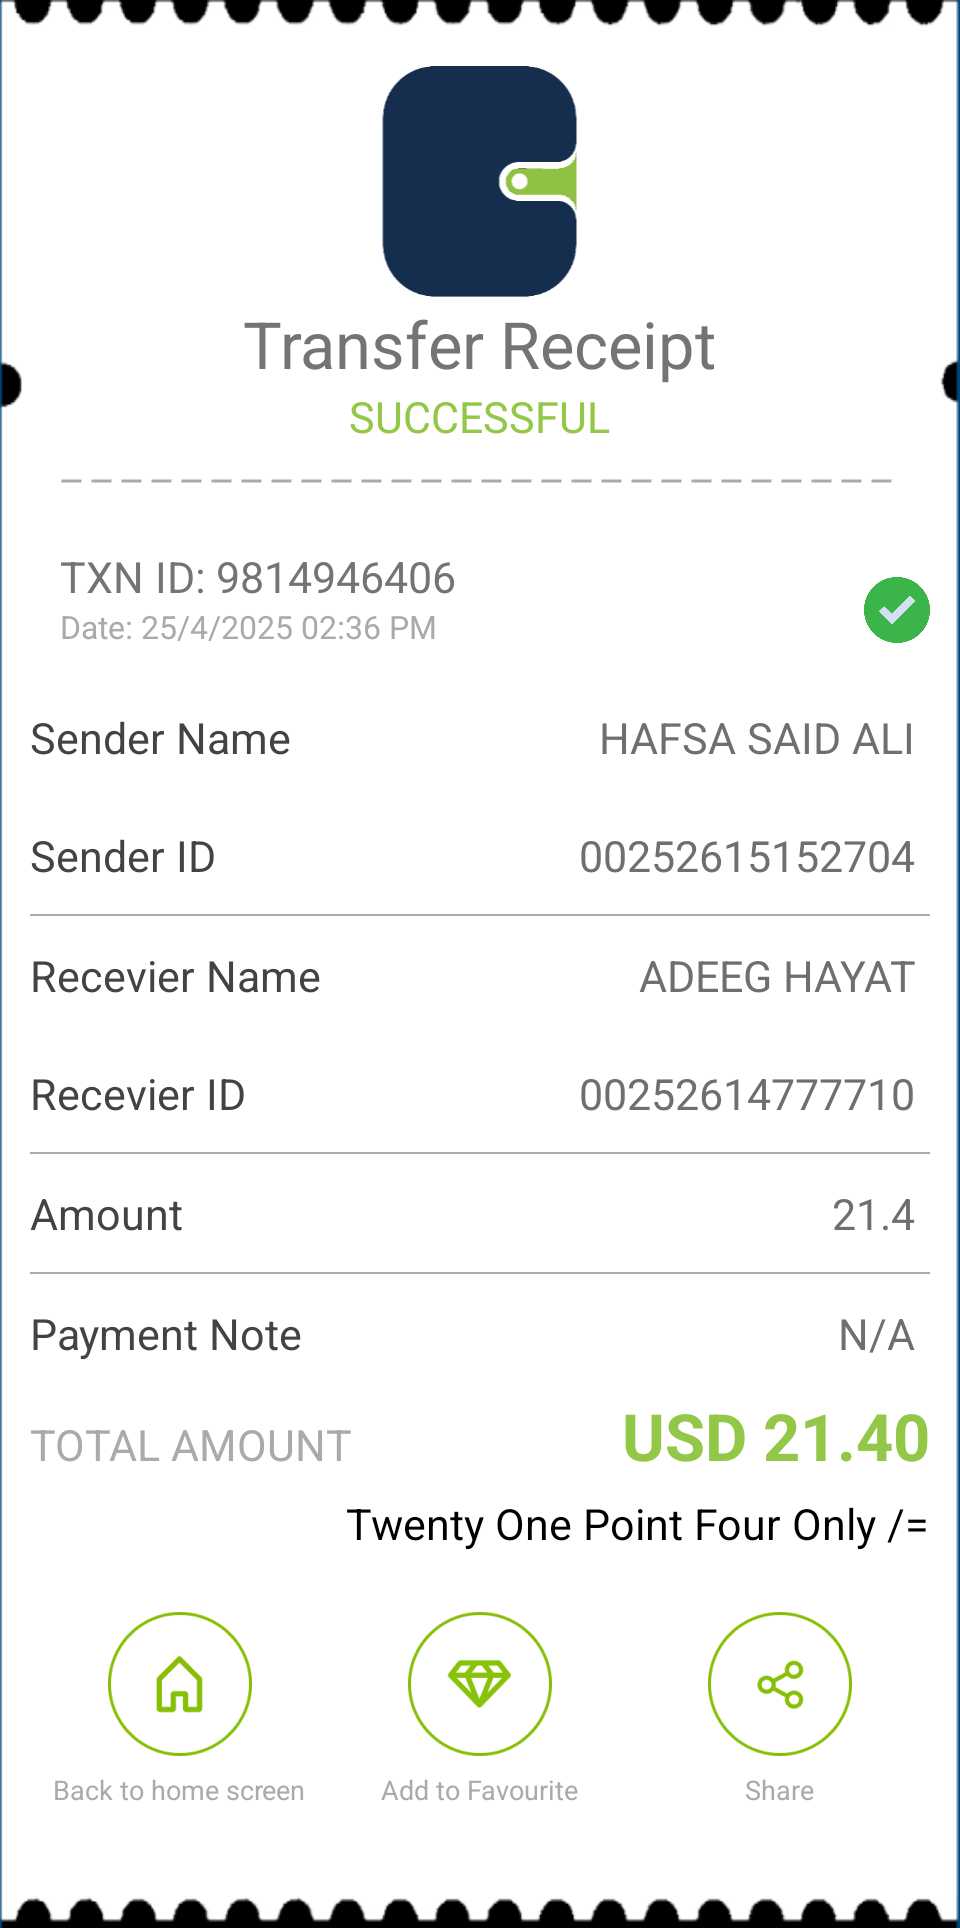 Transfer Receipt
SUCCESSFUL
TXN ID: 9814946406
Date: 25/4/2025 02:36 PM
Sender Name HAFSA SAID ALI
Sender ID 00252615152704
Recevier Name ADEEG HAYAT
Recevier ID 00252614777710
Amount 21.4
Payment Note N/A
TOTAL AMOUNT USD 21.40
Twenty One Point Four Only /=
Back to home screen Add to Favourite Share